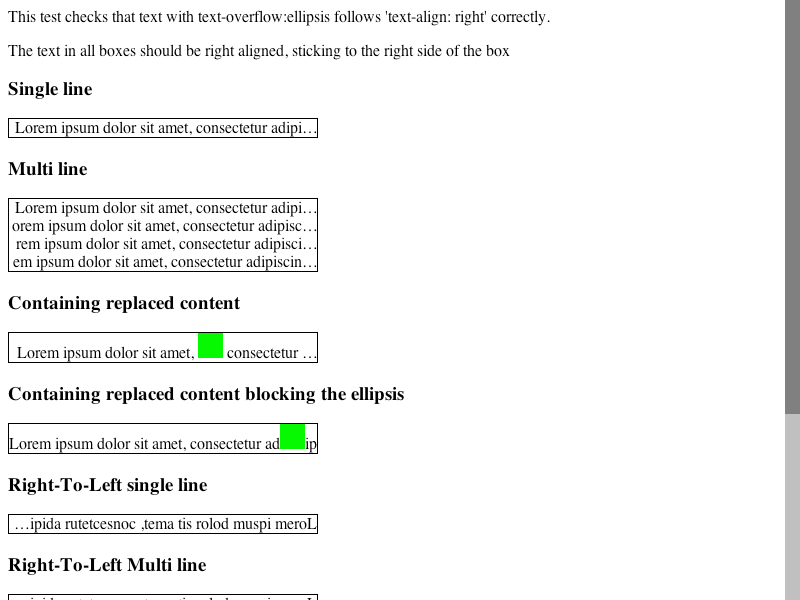 This test checks that text with text-overflow:ellipsis follows 'text-align: right' correctly.
The text in all boxes should be right aligned, sticking to the right side of the box
Single line
Lorem ipsum dolor sit amet, consectetur adipi…
Multi line
Lorem ipsum dolor sit amet, consectetur adipi…
orem ipsum dolor sit amet, consectetur adipisc…
rem ipsum dolor sit amet, consectetur adipisci…
em ipsum dolor sit amet, consectetur adipiscin…
Containing replaced content
Lorem ipsum dolor sit amet, consectetur …
Containing replaced content blocking the ellipsis
Lorem ipsum dolor sit amet, consectetur ad ip
Right-To-Left single line
…ipida rutetcesnoc ,tema tis rolod muspi meroL
Right-To-Left Multi line